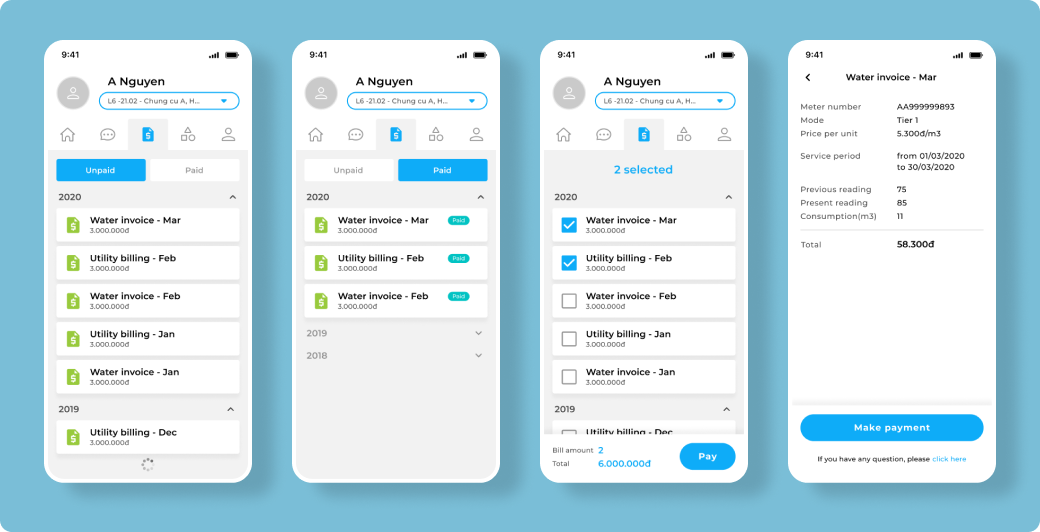 9:41
A Nguyen
L6 -21.02 - Chung cu A, H...
Unpaid Paid
2020
Water invoice - Mar
3.000.000đ
Utility billing - Feb
3.000.000đ
Water invoice - Feb
3.000.000đ
Utility billing - Jan
3.000.000đ
Water invoice - Jan
3.000.000đ
2019
Utility billing - Dec
3.000.000đ
9:41
A Nguyen
L6 -21.02 - Chung cu A, H...
Unpaid Paid
2020
Water invoice - Mar Paid
3.000.000đ
Utility billing - Feb Paid
3.000.000đ
Water invoice - Feb Paid
3.000.000đ
2019
2018
9:41
A Nguyen
L6 -21.02 - Chung cu A, H...
2 selected
2020
Water invoice - Mar
3.000.000đ
Utility billing - Feb
3.000.000đ
Water invoice - Feb
3.000.000đ
Utility billing - Jan
3.000.000đ
Water invoice - Jan
3.000.000đ
2019
Utility billing - Dec
Bill amount 2
Total 6.000.000đ
Pay
9:41
Water invoice - Mar
Meter number AA999999893
Mode Tier 1
Price per unit 5.300đ/m3
Service period from 01/03/2020
to 30/03/2020
Previous reading 75
Present reading 85
Consumption(m3) 11
Total 58.300đ
Make payment
If you have any question, please click here